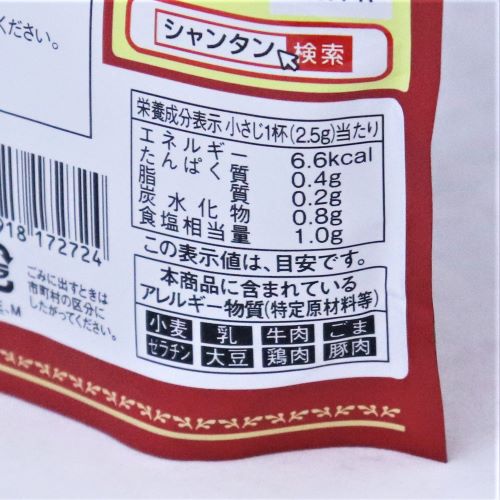 ください。
シャンタン 検索
栄養成分表示 小さじ1杯(2.5g)当たり
エネルギー 6.6kcal
たんぱく質 0.4g
脂質 0.2g
炭水化物 0.8g
食塩相当量 1.0g
この表示値は、目安です。
本商品に含まれている
アレルギー物質(特定原材料等)
小麦 乳 牛肉 ごま
ゼラチン 大豆 鶏肉 豚肉
918 172724
ごみに出すときは
市町村の区分に
したがってください。
M